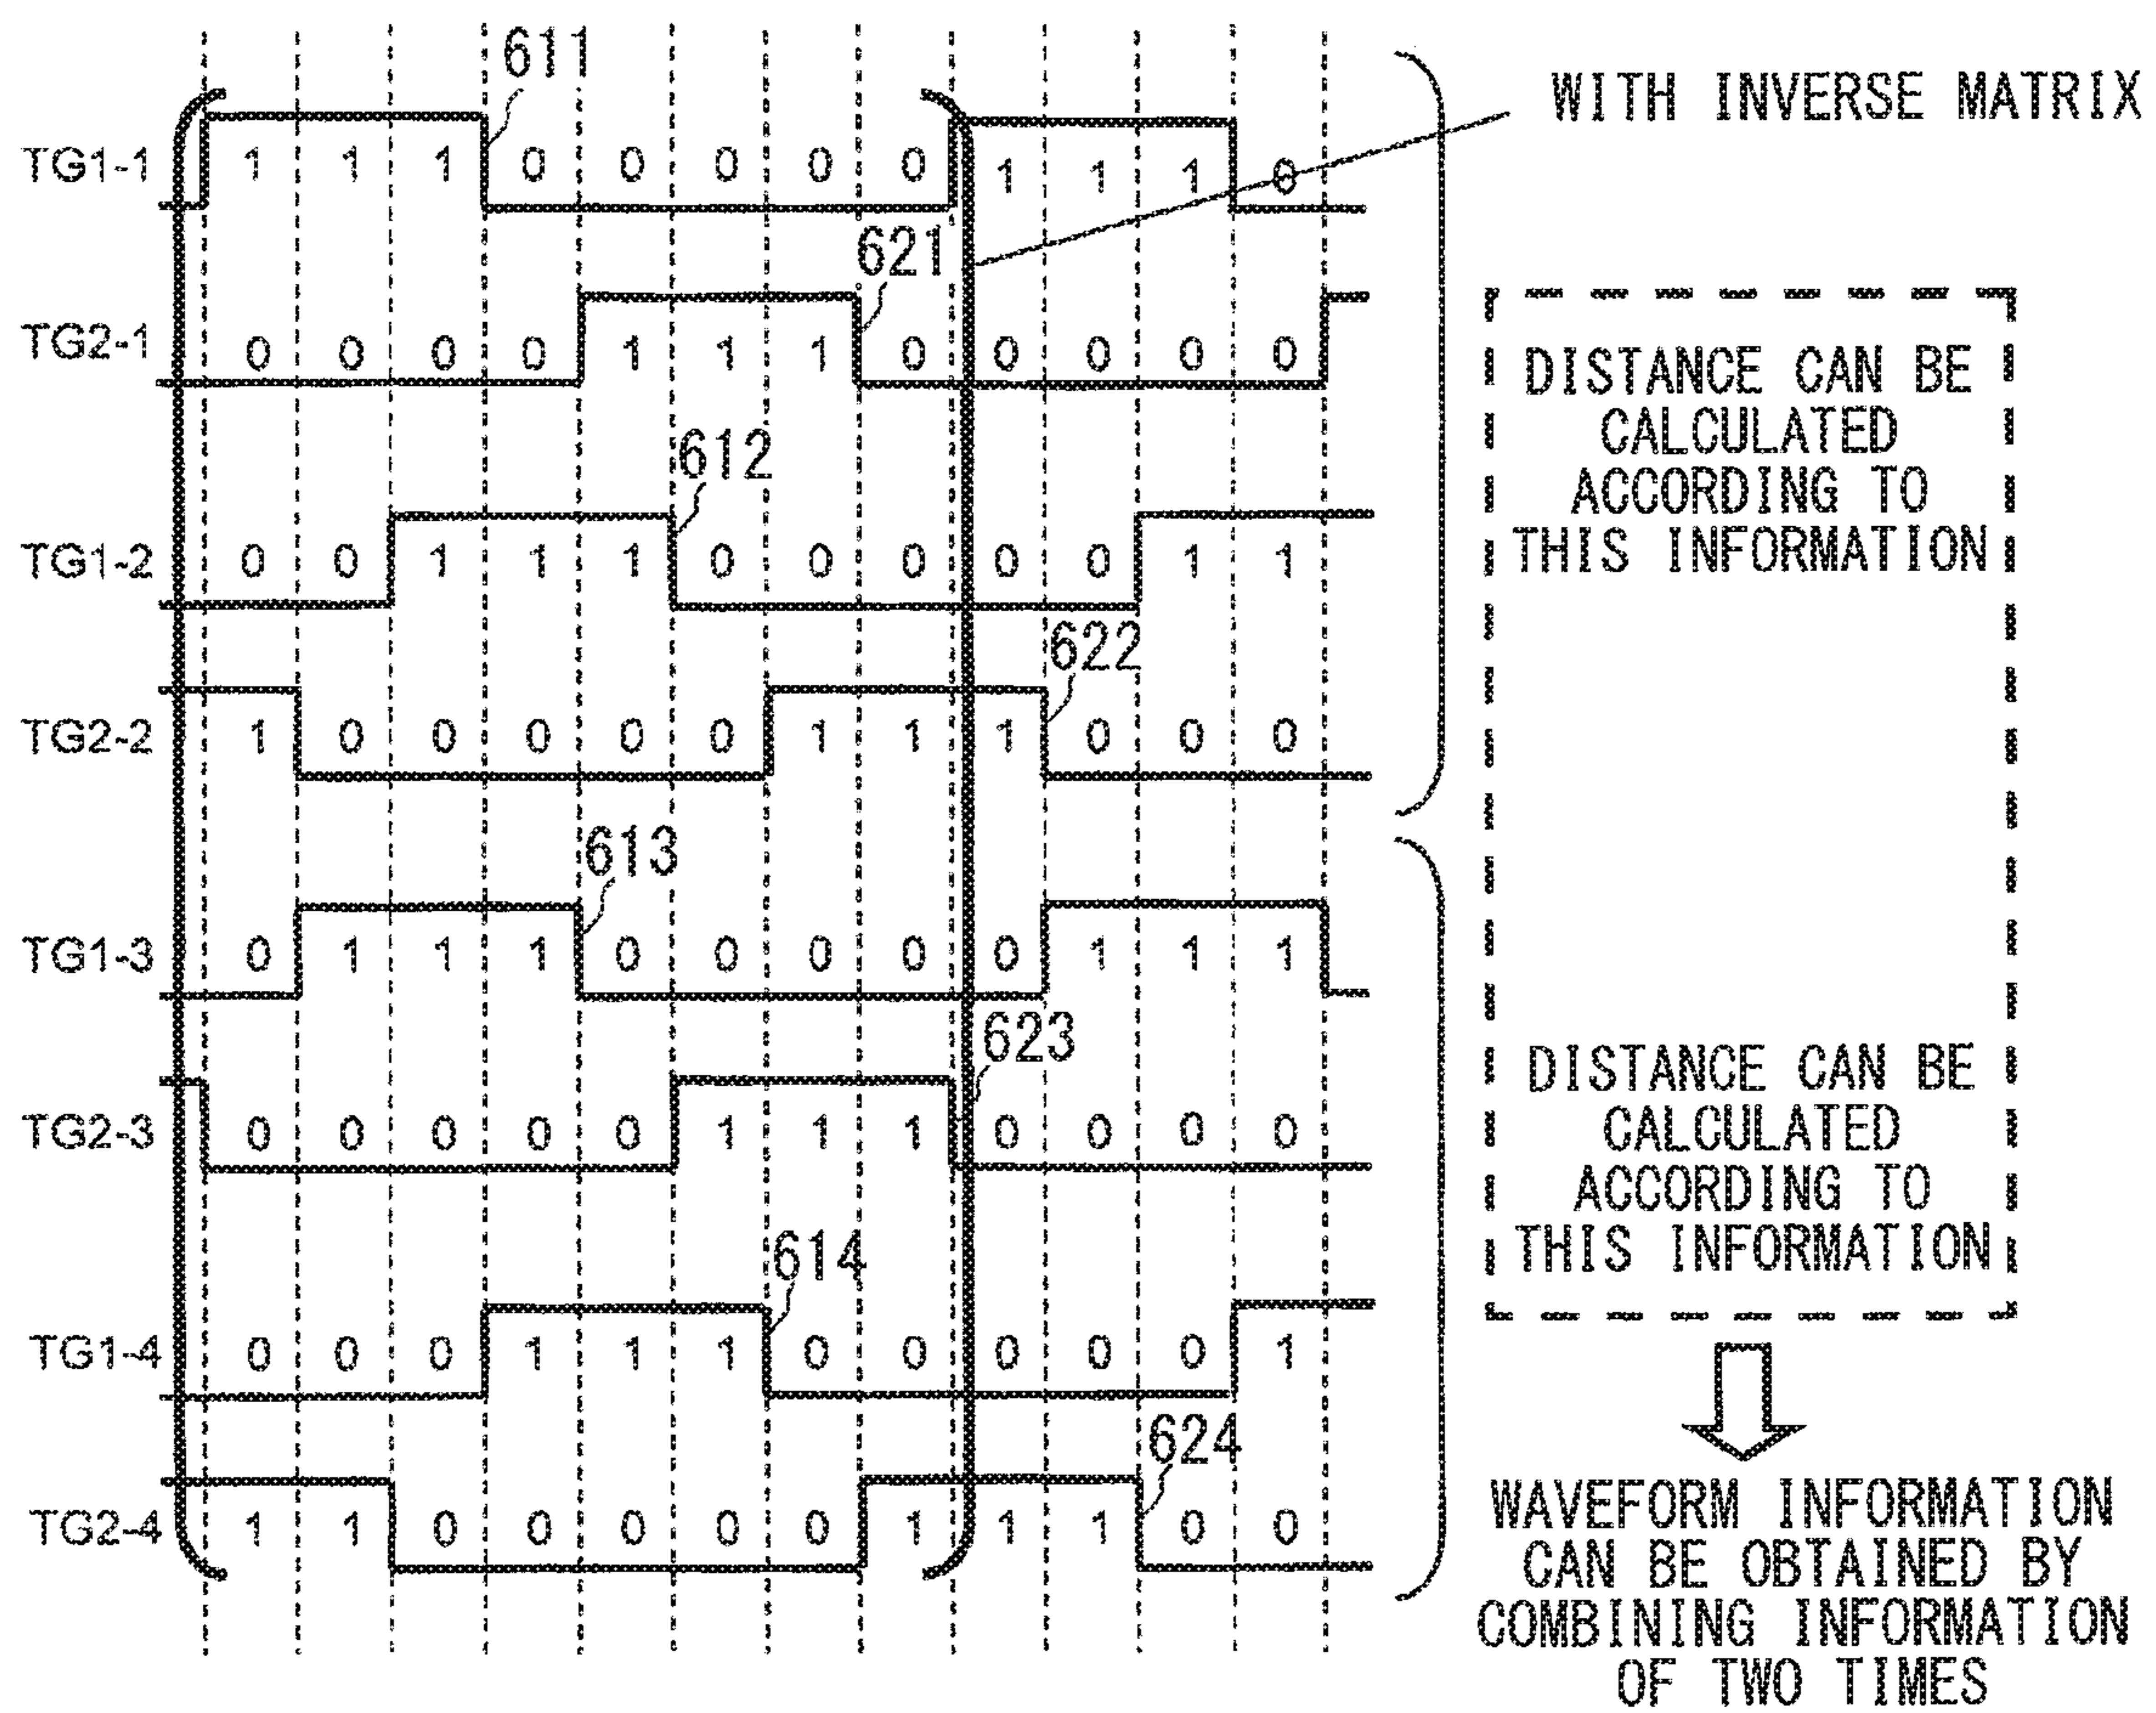 611
WITH INVERSE MATRIX
TG1-1 1 1 1 0 0 0 0 0 1 1 1 0
621
TG2-1 0 0 0 0 1 1 1 0 0 0 0 0
DISTANCE CAN BE
CALCULATED
ACCORDING TO
THIS INFORMATION
612
TG1-2 0 0 1 1 1 0 0 0 0 0 1 1
622
TG2-2 1 0 0 0 0 0 1 1 1 0 0 0
613
TG1-3 0 1 1 1 0 0 0 0 0 1 1 1
623
TG2-3 0 0 0 0 0 1 1 1 0 0 0 0
DISTANCE CAN BE
CALCULATED
ACCORDING TO
THIS INFORMATION
614
TG1-4 0 0 0 1 1 1 0 0 0 0 0 1
624
TG2-4 1 1 0 0 0 0 0 1 1 1 0 0
WAVEFORM INFORMATION
CAN BE OBTAINED BY
COMBINING INFORMATION
OF TWO TIMES